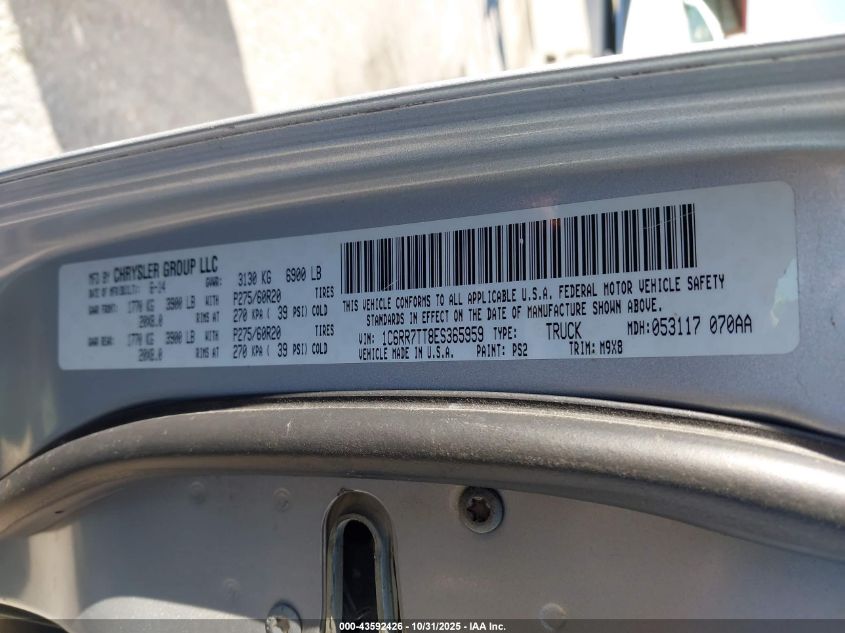 MFD BY CHRYSLER GROUP LLC
DATE OF MFR(BUILT): 6-14 GVWR: 3130 KG 6900 LB
GAWR FRONT: 1770 KG 3900 LB WITH P275/60R20 TIRES
20X8.0 RIMS AT 270 KPA ( 39 PSI) COLD
GAWR REAR: 1770 KG 3900 LB WITH P275/60R20 TIRES
20X8.0 RIMS AT 270 KPA ( 39 PSI) COLD
THIS VEHICLE CONFORMS TO ALL APPLICABLE U.S.A. FEDERAL MOTOR VEHICLE SAFETY
STANDARDS IN EFFECT ON THE DATE OF MANUFACTURE SHOWN ABOVE.
VIN: 1C6RR7TT8ES365959 TYPE: TRUCK MDH: 053117 070AA
VEHICLE MADE IN U.S.A. PAINT: PS2 TRIM: M9X8
000-43592426 • 10/31/2025 • IAA Inc.